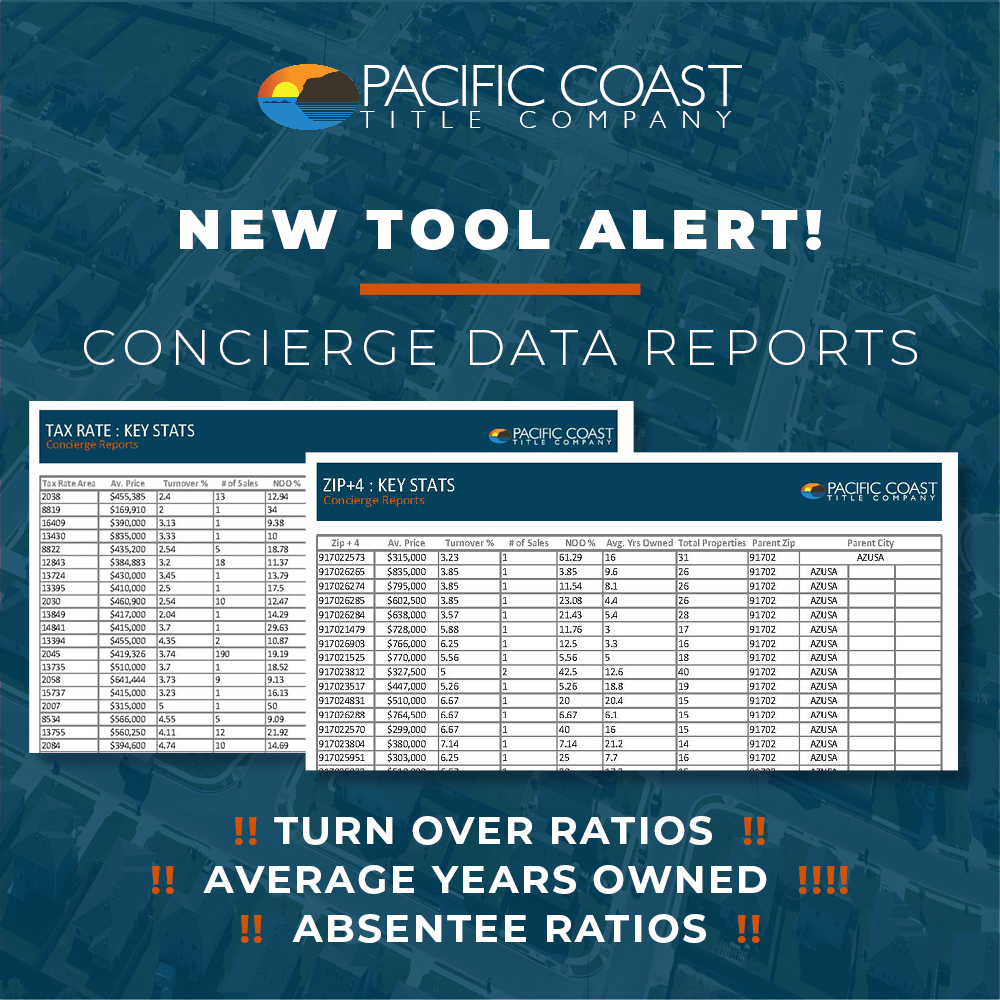 PACIFIC COAST
TITLE COMPANY
NEW TOOL ALERT!
CONCIERGE DATA REPORTS
TAX RATE : KEY STATS
Concierge Reports
PACIFIC COAST
TITLE COMPANY
Tax Rate Area Av. Price Turnover % # of Sales NOO %
2038 $455,385 2.4 13 12.94
8819 $169,910 2 1 34
16409 $390,000 3.13 1 9.38
13430 $835,000 3.33 1 10
8822 $435,200 2.54 5 18.78
12843 $384,883 3.2 18 11.37
13724 $430,000 3.45 1 13.79
13395 $410,000 2.5 1 17.5
2030 $460,900 2.54 10 12.47
13849 $417,000 2.04 1 14.29
14841 $415,000 3.7 1 29.63
13394 $455,000 4.35 2 10.87
2045 $419,326 3.74 190 19.19
13735 $510,000 3.7 1 18.52
2058 $641,444 3.73 9 9.13
15737 $415,000 3.23 1 16.13
2007 $315,000 5 1 50
8534 $566,000 4.55 5 9.09
13755 $560,250 4.11 12 21.92
2084 $394,600 4.74 10 14.69
ZIP+4 : KEY STATS
Concierge Reports
PACIFIC COAST
TITLE COMPANY
Zip + 4 Av. Price Turnover % # of Sales NOO % Avg. Yrs Owned Total Properties Parent Zip Parent City
917022573 $315,000 3.23 1 61.29 16 31 91702 AZUSA
917026265 $835,000 3.85 1 3.85 9.6 26 91702 AZUSA
917026274 $795,000 3.85 1 11.54 8.1 26 91702 AZUSA
917026285 $602,500 3.85 1 23.08 4.4 26 91702 AZUSA
917026284 $638,000 3.57 1 21.43 5.4 28 91702 AZUSA
917021479 $728,000 5.88 1 11.76 3 17 91702 AZUSA
917026903 $766,000 6.25 1 12.5 3.3 16 91702 AZUSA
917021525 $770,000 5.56 1 5.56 5 18 91702 AZUSA
917023812 $327,500 5 2 42.5 12.6 40 91702 AZUSA
917023517 $447,000 5.26 1 5.26 18.8 19 91702 AZUSA
917024831 $510,000 6.67 1 20 20.4 15 91702 AZUSA
917026288 $764,500 6.67 1 6.67 6.1 15 91702 AZUSA
917022570 $299,000 6.67 1 40 16 15 91702 AZUSA
917023804 $380,000 7.14 1 7.14 21.2 14 91702 AZUSA
917025951 $303,000 6.25 1 25 7.7 16 91702 AZUSA
!! TURN OVER RATIOS !!
!! AVERAGE YEARS OWNED !!!!
!! ABSENTEE RATIOS !!